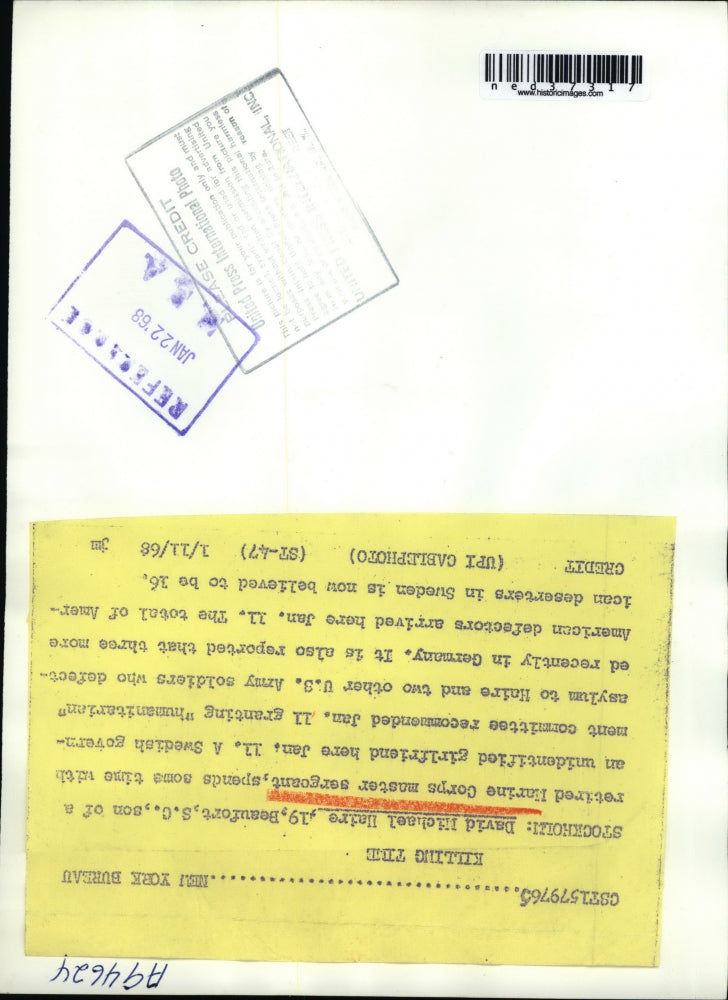 ned37317
www.historicimages.com
PLEASE CREDIT
United Press International Photo
REFERENCE
JAN 22 '68
N E A
CST1579765 NEW YORK BUREAU
KILLING TIME
STOCKHOLM: David Michael Haire, 19, Beaufort,S.C.,son of a
retired Marine Corps master sergeant,spends some time with
an unidentified girlfriend here Jan. 11. A Swedish govern-
ment committee recommended Jan. 11 granting "humanitarian"
asylum to Haire and two other U.S. Army soldiers who defect-
ed recently in Germany. It is also reported that three more
American defectors arrived here Jan. 11. The total of Amer-
ican deserters in Sweden is now believed to be 16.
CREDIT (UPI CABLEPHOTO) (ST-47) 1/11/68 jm
A94624